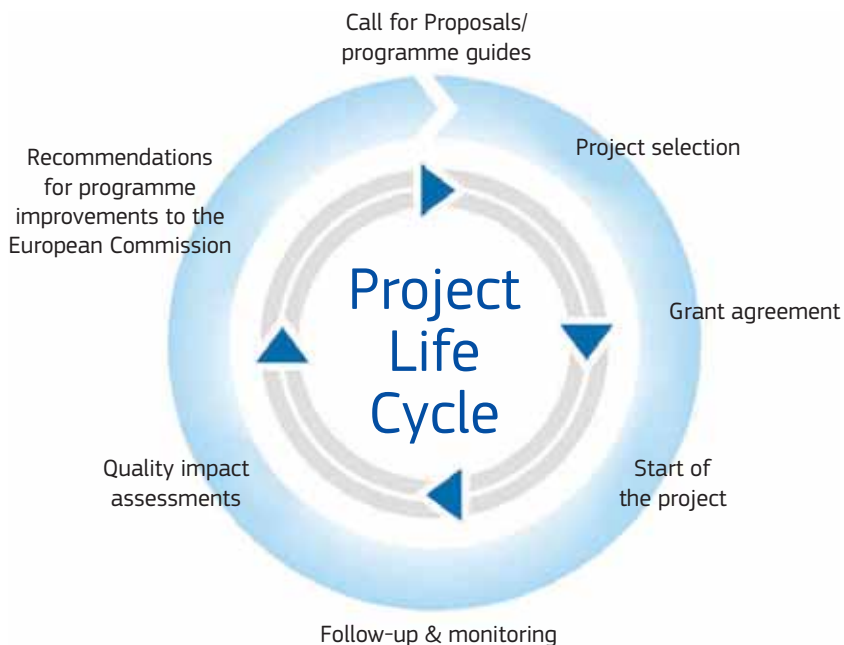 Call for Proposals/
programme guides
Project selection
Grant agreement
Start of
the project
Follow-up & monitoring
Quality impact
assessments
Recommendations
for programme
improvements to the
European Commission
Project
Life
Cycle